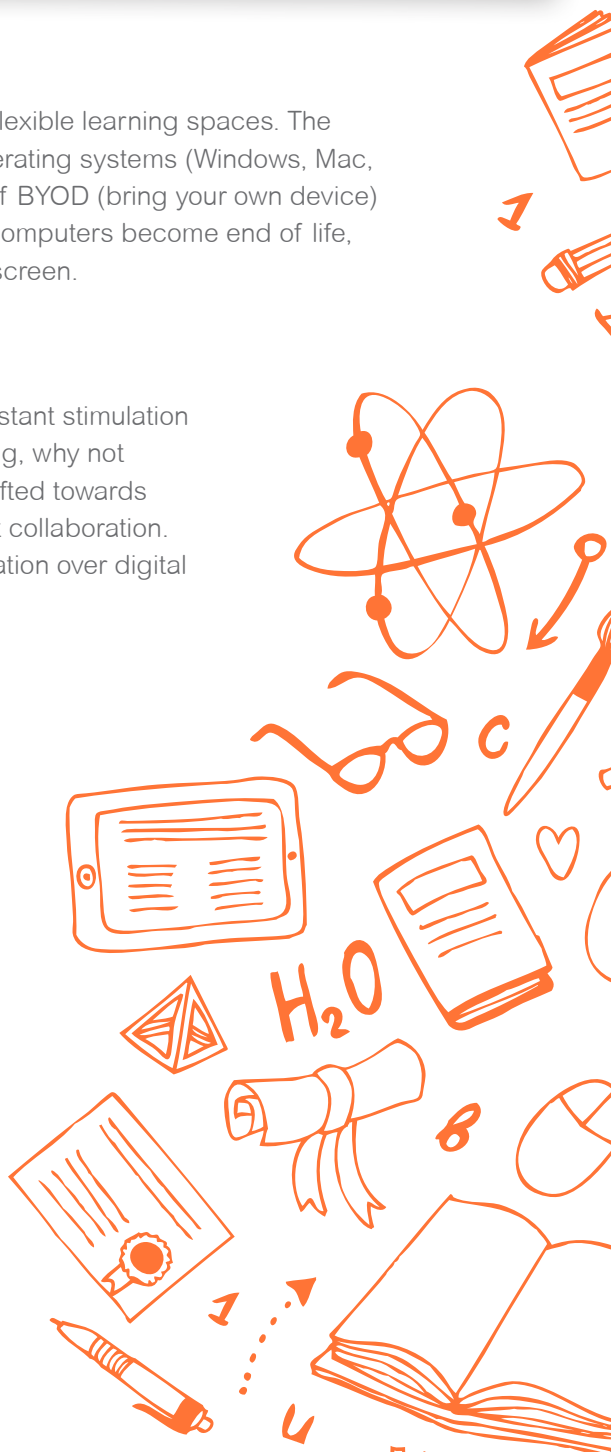 lexible learning spaces. The
erating systems (Windows, Mac,
f BYOD (bring your own device)
omputers become end of life,
screen.
1
stant stimulation
g, why not
fted towards
collaboration.
ation over digital
C
H₂O
B
1
u